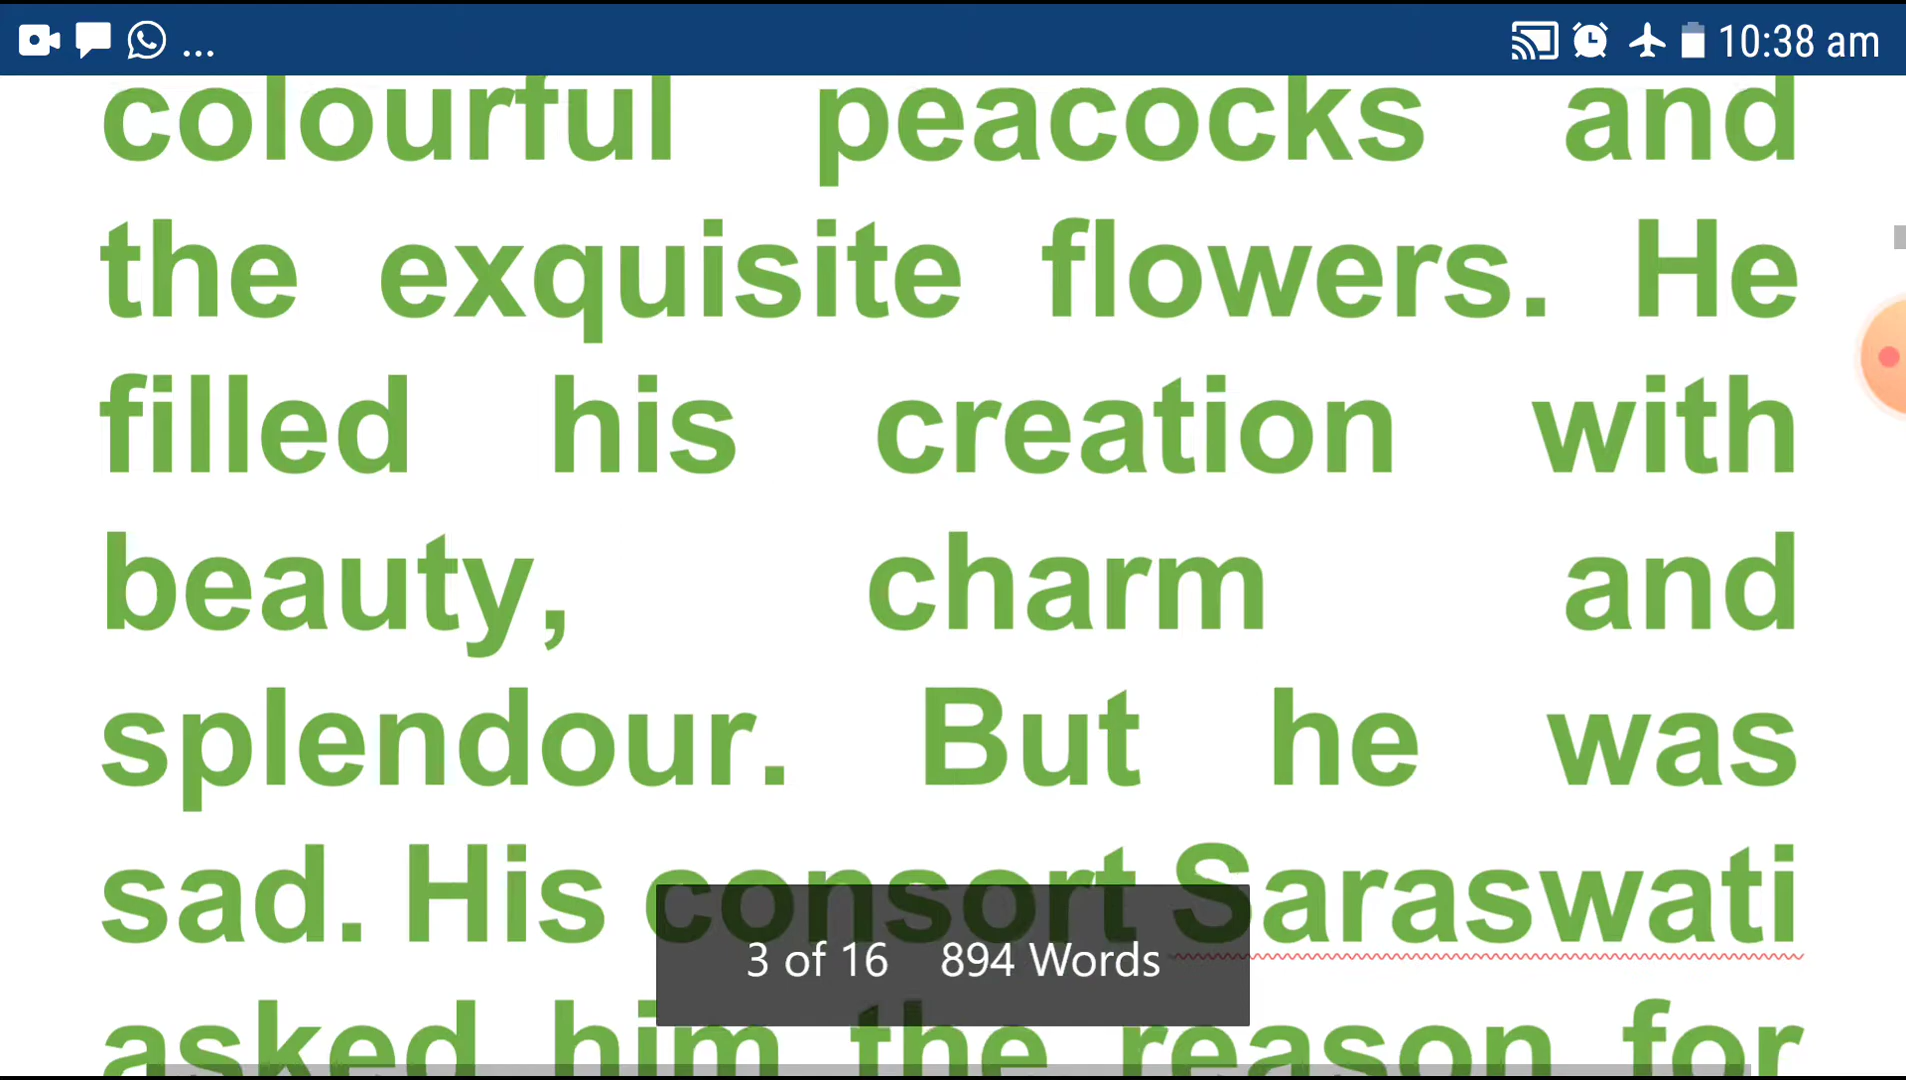 ... 10:38 am
colourful peacocks and
the exquisite flowers. He
filled his creation with
beauty, charm and
splendour. But he was
sad. His consort Saraswati
3 of 16 894 Words
asked him the reason for